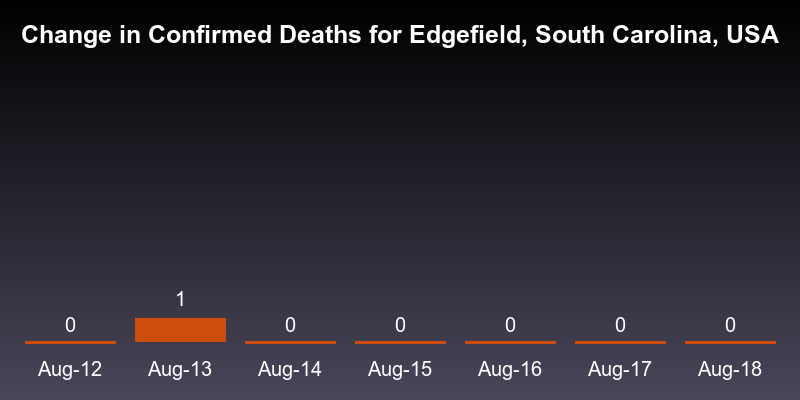 Change in Confirmed Deaths for Edgefield, South Carolina, USA
1
0 0 0 0 0 0
Aug-12 Aug-13 Aug-14 Aug-15 Aug-16 Aug-17 Aug-18